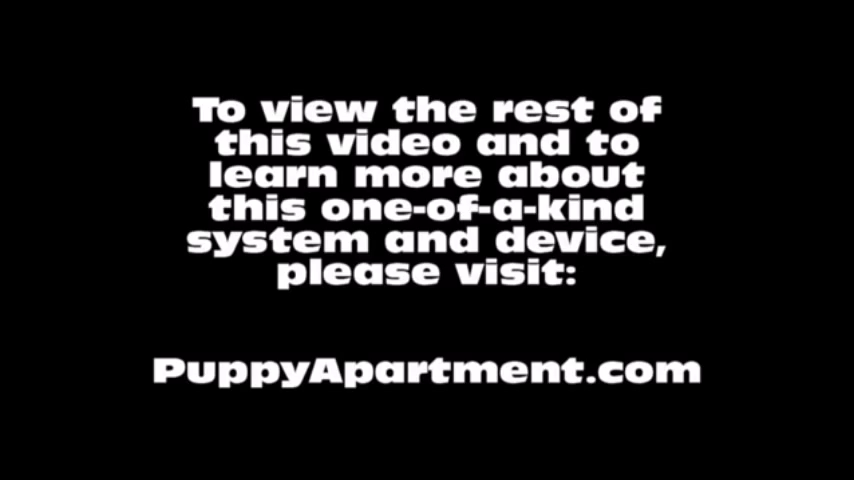 To view the rest of
this video and to
learn more about
this one-of-a-kind
system and device,
please visit:
PuppyApartment.com